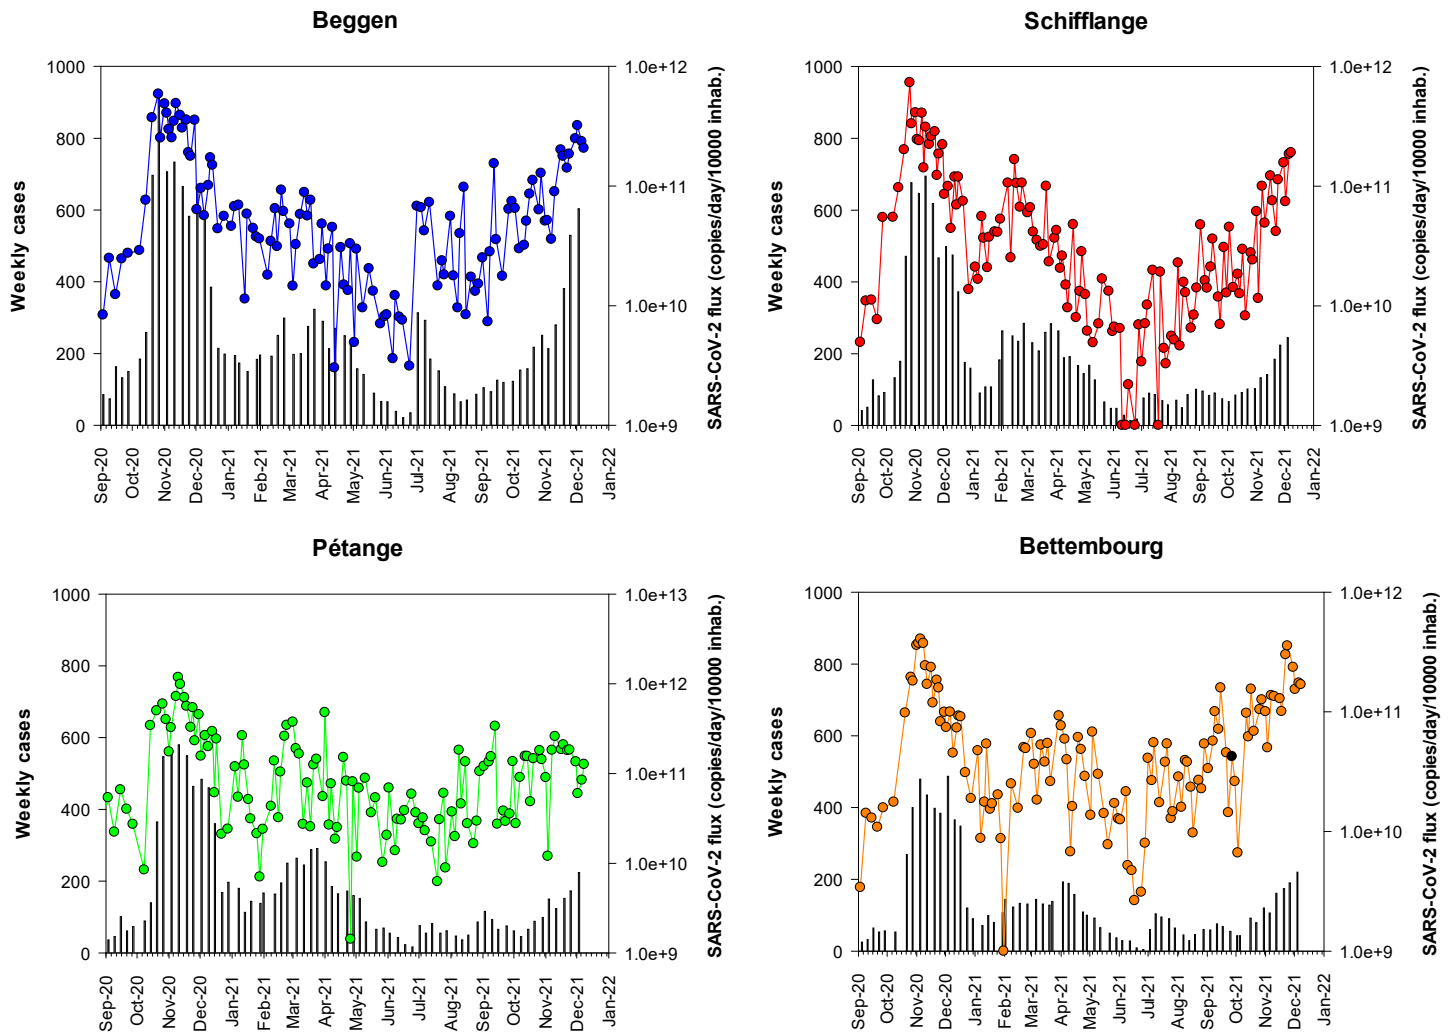 Beggen
Weekly cases
1000
800
600
400
200
0
1.0e+12
1.0e+11
1.0e+10
1.0e+9
SARS-CoV-2 flux (copies/day/10000 inhab.)
Sep-20
Oct-20
Nov-20
Dec-20
Jan-21
Feb-21
Mar-21
Apr-21
May-21
Jun-21
Jul-21
Aug-21
Sep-21
Oct-21
Nov-21
Dec-21
Jan-22
Schifflange
Weekly cases
1000
800
600
400
200
0
1.0e+12
1.0e+11
1.0e+10
1.0e+9
SARS-CoV-2 flux (copies/day/10000 inhab.)
Sep-20
Oct-20
Nov-20
Dec-20
Jan-21
Feb-21
Mar-21
Apr-21
May-21
Jun-21
Jul-21
Aug-21
Sep-21
Oct-21
Nov-21
Dec-21
Jan-22
Pétange
Weekly cases
1000
800
600
400
200
0
1.0e+13
1.0e+12
1.0e+11
1.0e+10
1.0e+9
SARS-CoV-2 flux (copies/day/10000 inhab.)
Sep-20
Oct-20
Nov-20
Dec-20
Jan-21
Feb-21
Mar-21
Apr-21
May-21
Jun-21
Jul-21
Aug-21
Sep-21
Oct-21
Nov-21
Dec-21
Jan-22
Bettembourg
Weekly cases
1000
800
600
400
200
0
1.0e+12
1.0e+11
1.0e+10
1.0e+9
SARS-CoV-2 flux (copies/day/10000 inhab.)
Sep-20
Oct-20
Nov-20
Dec-20
Jan-21
Feb-21
Mar-21
Apr-21
May-21
Jun-21
Jul-21
Aug-21
Sep-21
Oct-21
Nov-21
Dec-21
Jan-22